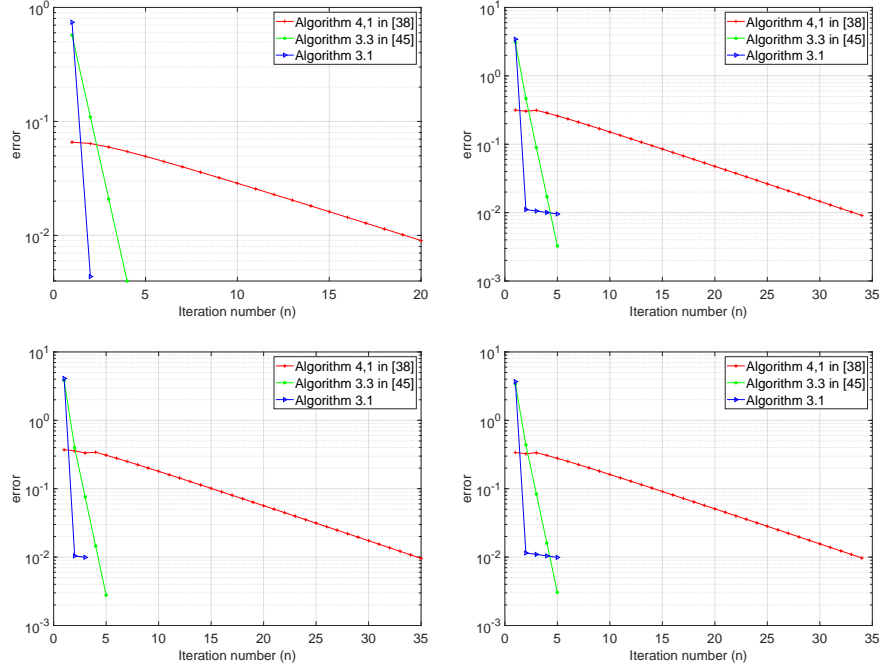 10^0
10^-1
10^-2
error
0
5
10
15
20
Iteration number (n)
Algorithm 4,1 in [38]
Algorithm 3.3 in [45]
Algorithm 3.1
10^1
10^0
10^-1
10^-2
10^-3
error
0
5
10
15
20
25
30
35
Iteration number (n)
Algorithm 4,1 in [38]
Algorithm 3.3 in [45]
Algorithm 3.1
10^1
10^0
10^-1
10^-2
10^-3
error
0
5
10
15
20
25
30
35
Iteration number (n)
Algorithm 4,1 in [38]
Algorithm 3.3 in [45]
Algorithm 3.1
10^1
10^0
10^-1
10^-2
10^-3
error
0
5
10
15
20
25
30
35
Iteration number (n)
Algorithm 4,1 in [38]
Algorithm 3.3 in [45]
Algorithm 3.1